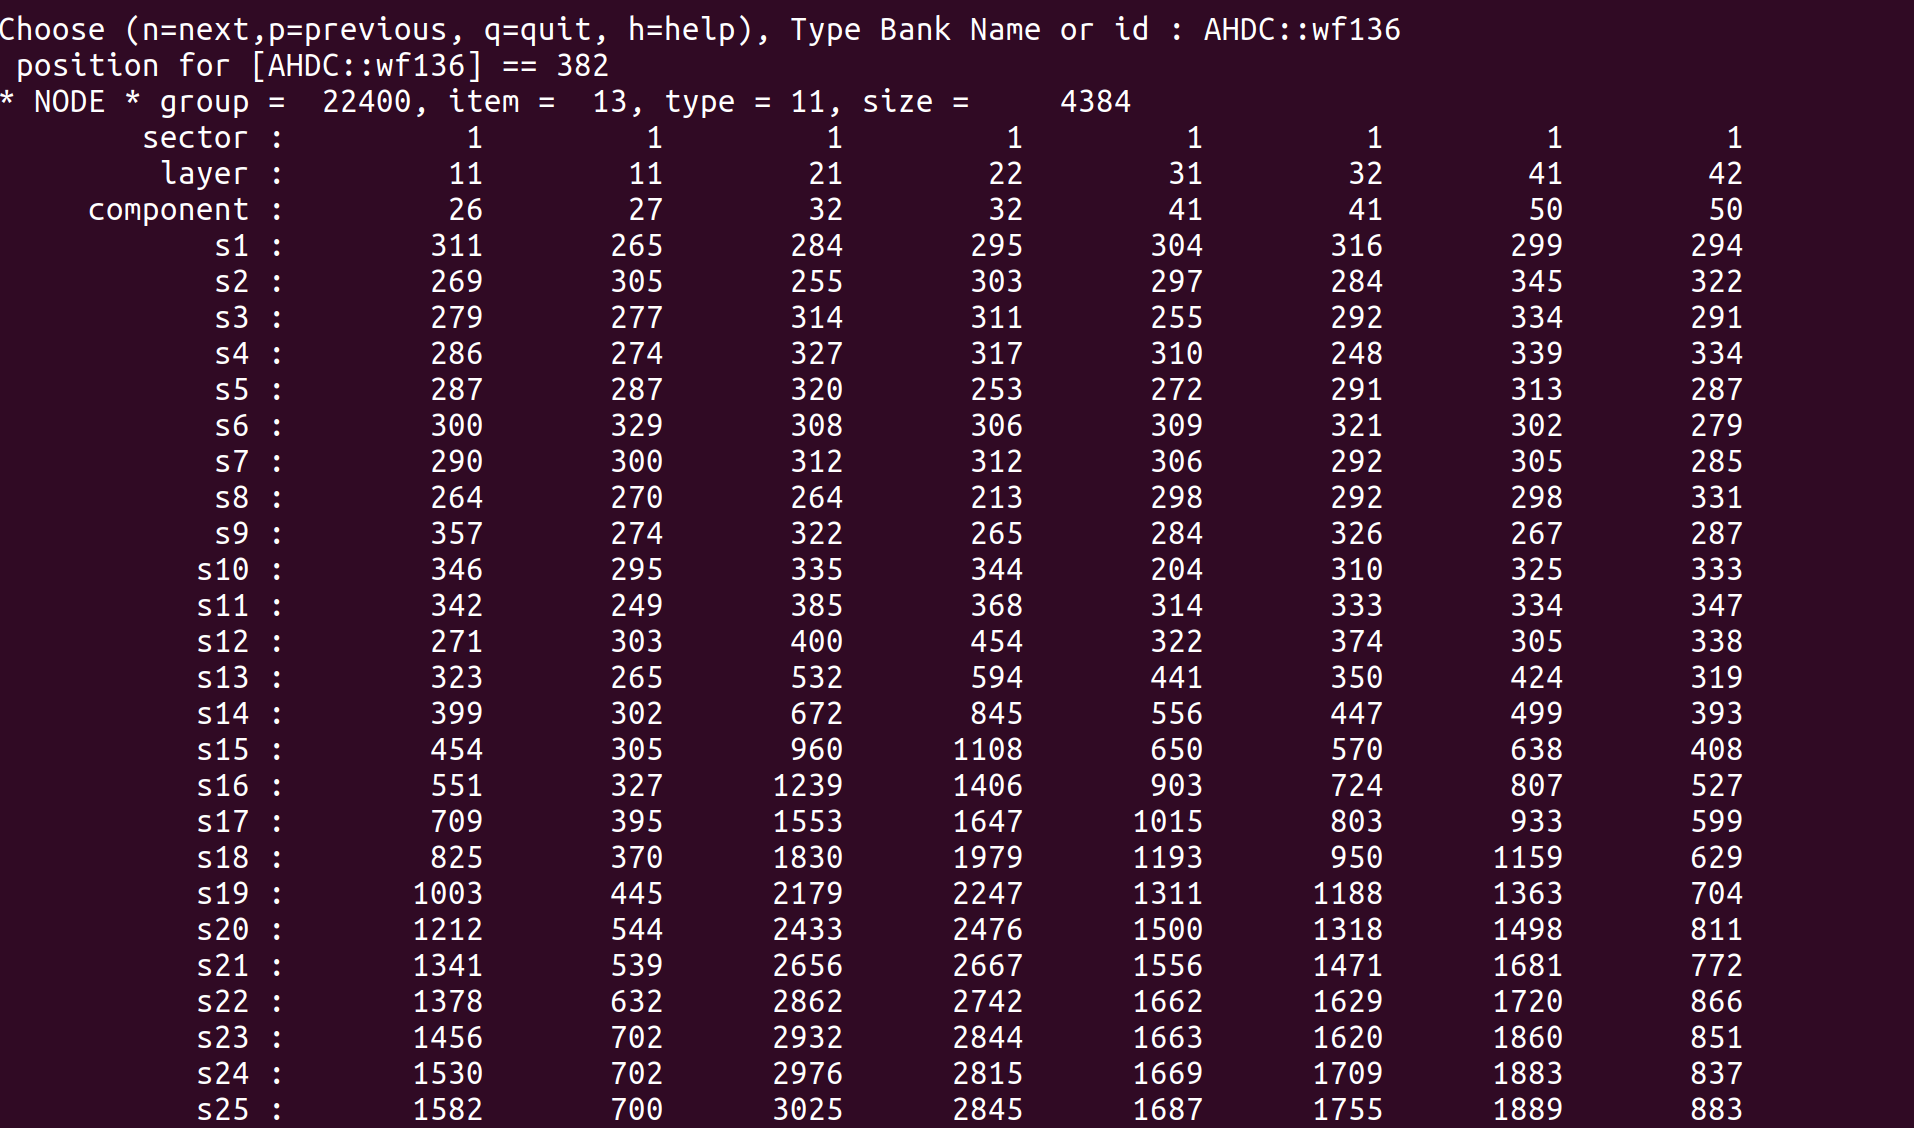 Choose (n=next,p=previous, q=quit, h=help), Type Bank Name or id : AHDC::wf136
 position for [AHDC::wf136] == 382
* NODE * group =  22400, item =  13, type = 11, size =     4384
        sector :          1         1         1         1         1         1         1         1
         layer :         11        11        21        22        31        32        41        42
     component :         26        27        32        32        41        41        50        50
            s1 :        311       265       284       295       304       316       299       294
            s2 :        269       305       255       303       297       284       345       322
            s3 :        279       277       314       311       255       292       334       291
            s4 :        286       274       327       317       310       248       339       334
            s5 :        287       287       320       253       272       291       313       287
            s6 :        300       329       308       306       309       321       302       279
            s7 :        290       300       312       312       306       292       305       285
            s8 :        264       270       264       213       298       292       298       331
            s9 :        357       274       322       265       284       326       267       287
           s10 :        346       295       335       344       204       310       325       333
           s11 :        342       249       385       368       314       333       334       347
           s12 :        271       303       400       454       322       374       305       338
           s13 :        323       265       532       594       441       350       424       319
           s14 :        399       302       672       845       556       447       499       393
           s15 :        454       305       960      1108       650       570       638       408
           s16 :        551       327      1239      1406       903       724       807       527
           s17 :        709       395      1553      1647      1015       803       933       599
           s18 :        825       370      1830      1979      1193       950      1159       629
           s19 :       1003       445      2179      2247      1311      1188      1363       704
           s20 :       1212       544      2433      2476      1500      1318      1498       811
           s21 :       1341       539      2656      2667      1556      1471      1681       772
           s22 :       1378       632      2862      2742      1662      1629      1720       866
           s23 :       1456       702      2932      2844      1663      1620      1860       851
           s24 :       1530       702      2976      2815      1669      1709      1883       837
           s25 :       1582       700      3025      2845      1687      1755      1889       883